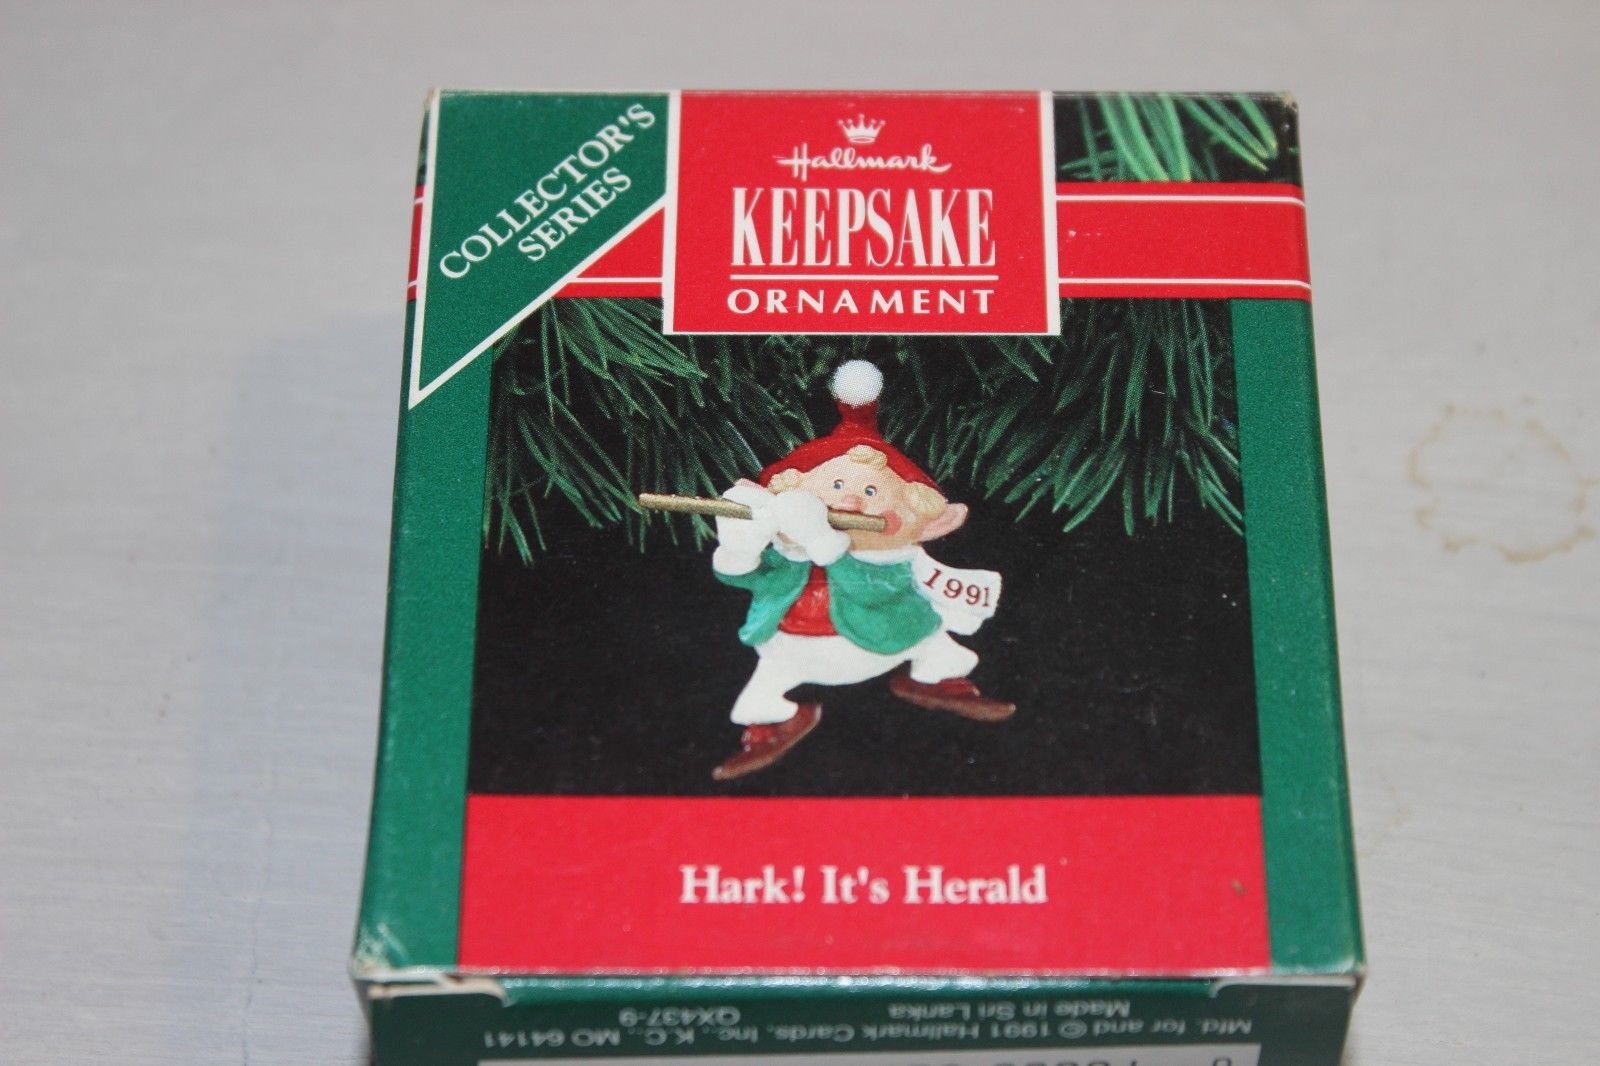 COLLECTOR'S
SERIES
Hallmark
KEEPSAKE
ORNAMENT
1991
Hark! It's Herald
Mfd. for and © 1991 Hallmark Cards, Inc., K.C., MO 64141
Made in Sri Lanka
QX437-9